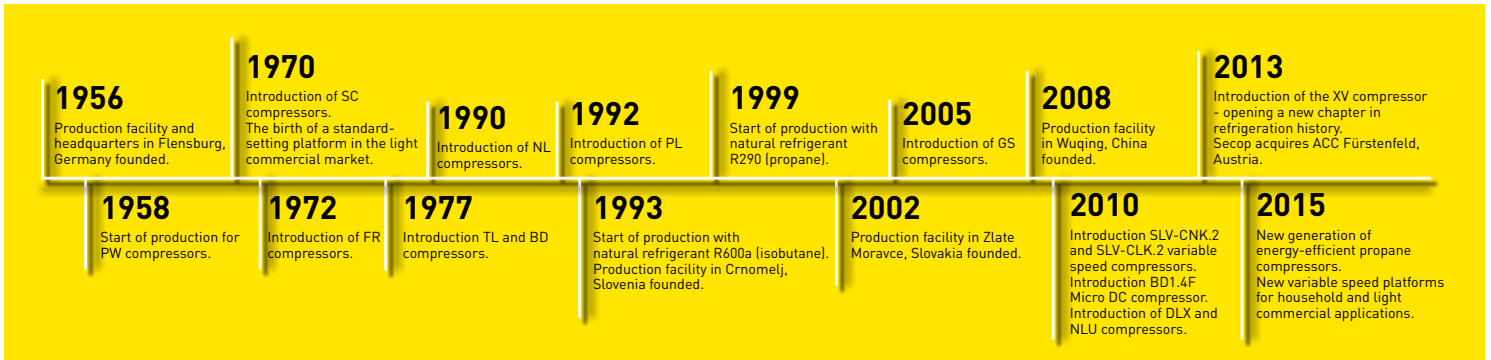 1956
Production facility and
headquarters in Flensburg,
Germany founded.
1958
Start of production for
PW compressors.
1970
Introduction of SC
compressors.
The birth of a standard-
setting platform in the light
commercial market.
1972
Introduction of FR
compressors.
1977
Introduction TL and BD
compressors.
1990
Introduction of NL
compressors.
1992
Introduction of PL
compressors.
1993
Start of production with
natural refrigerant R600a (isobutane).
Production facility in Crnomelj,
Slovenia founded.
1999
Start of production with
natural refrigerant
R290 (propane).
2002
Production facility in Zlate
Moravce, Slovakia founded.
2005
Introduction of GS
compressors.
2008
Production facility
in Wuqing, China
founded.
2010
Introduction SLV-CNK.2
and SLV-CLK.2 variable
speed compressors.
Introduction BD1.4F
Micro DC compressor.
Introduction of DLX and
NLU compressors.
2013
Introduction of the XV compressor
- opening a new chapter in
refrigeration history.
Secop acquires ACC Fürstenfeld,
Austria.
2015
New generation of
energy-efficient propane
compressors.
New variable speed platforms
for household and light
commercial applications.